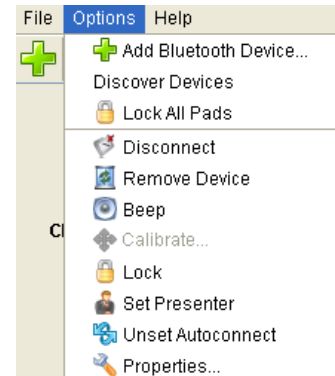 File Options Help
Add Bluetooth Device...
Discover Devices
Lock All Pads
Disconnect
Remove Device
Beep
Calibrate...
Lock
Set Presenter
Unset Autoconnect
Properties...